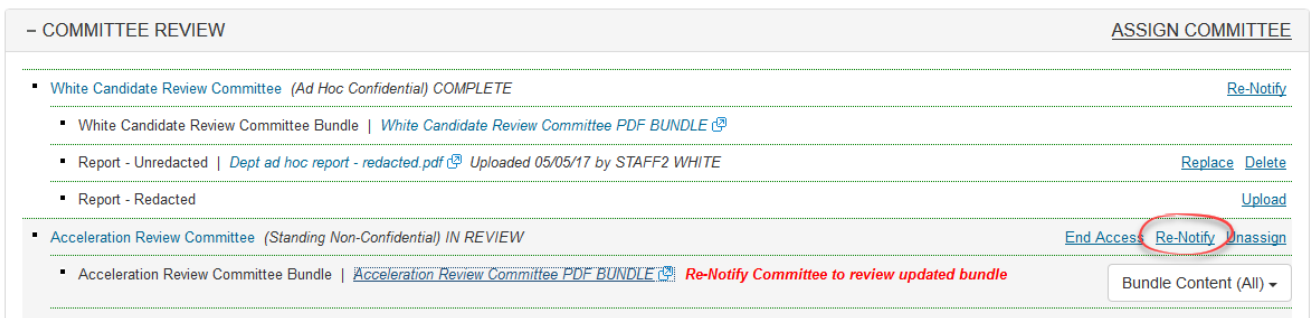 – COMMITTEE REVIEW ASSIGN COMMITTEE
White Candidate Review Committee (Ad Hoc Confidential) COMPLETE Re-Notify
White Candidate Review Committee Bundle | White Candidate Review Committee PDF BUNDLE
Report - Unredacted | Dept ad hoc report - redacted.pdf Uploaded 05/05/17 by STAFF2 WHITE Replace Delete
Report - Redacted Upload
Acceleration Review Committee (Standing Non-Confidential) IN REVIEW End Access Re-Notify Unassign
Acceleration Review Committee Bundle | Acceleration Review Committee PDF BUNDLE Re-Notify Committee to review updated bundle Bundle Content (All)